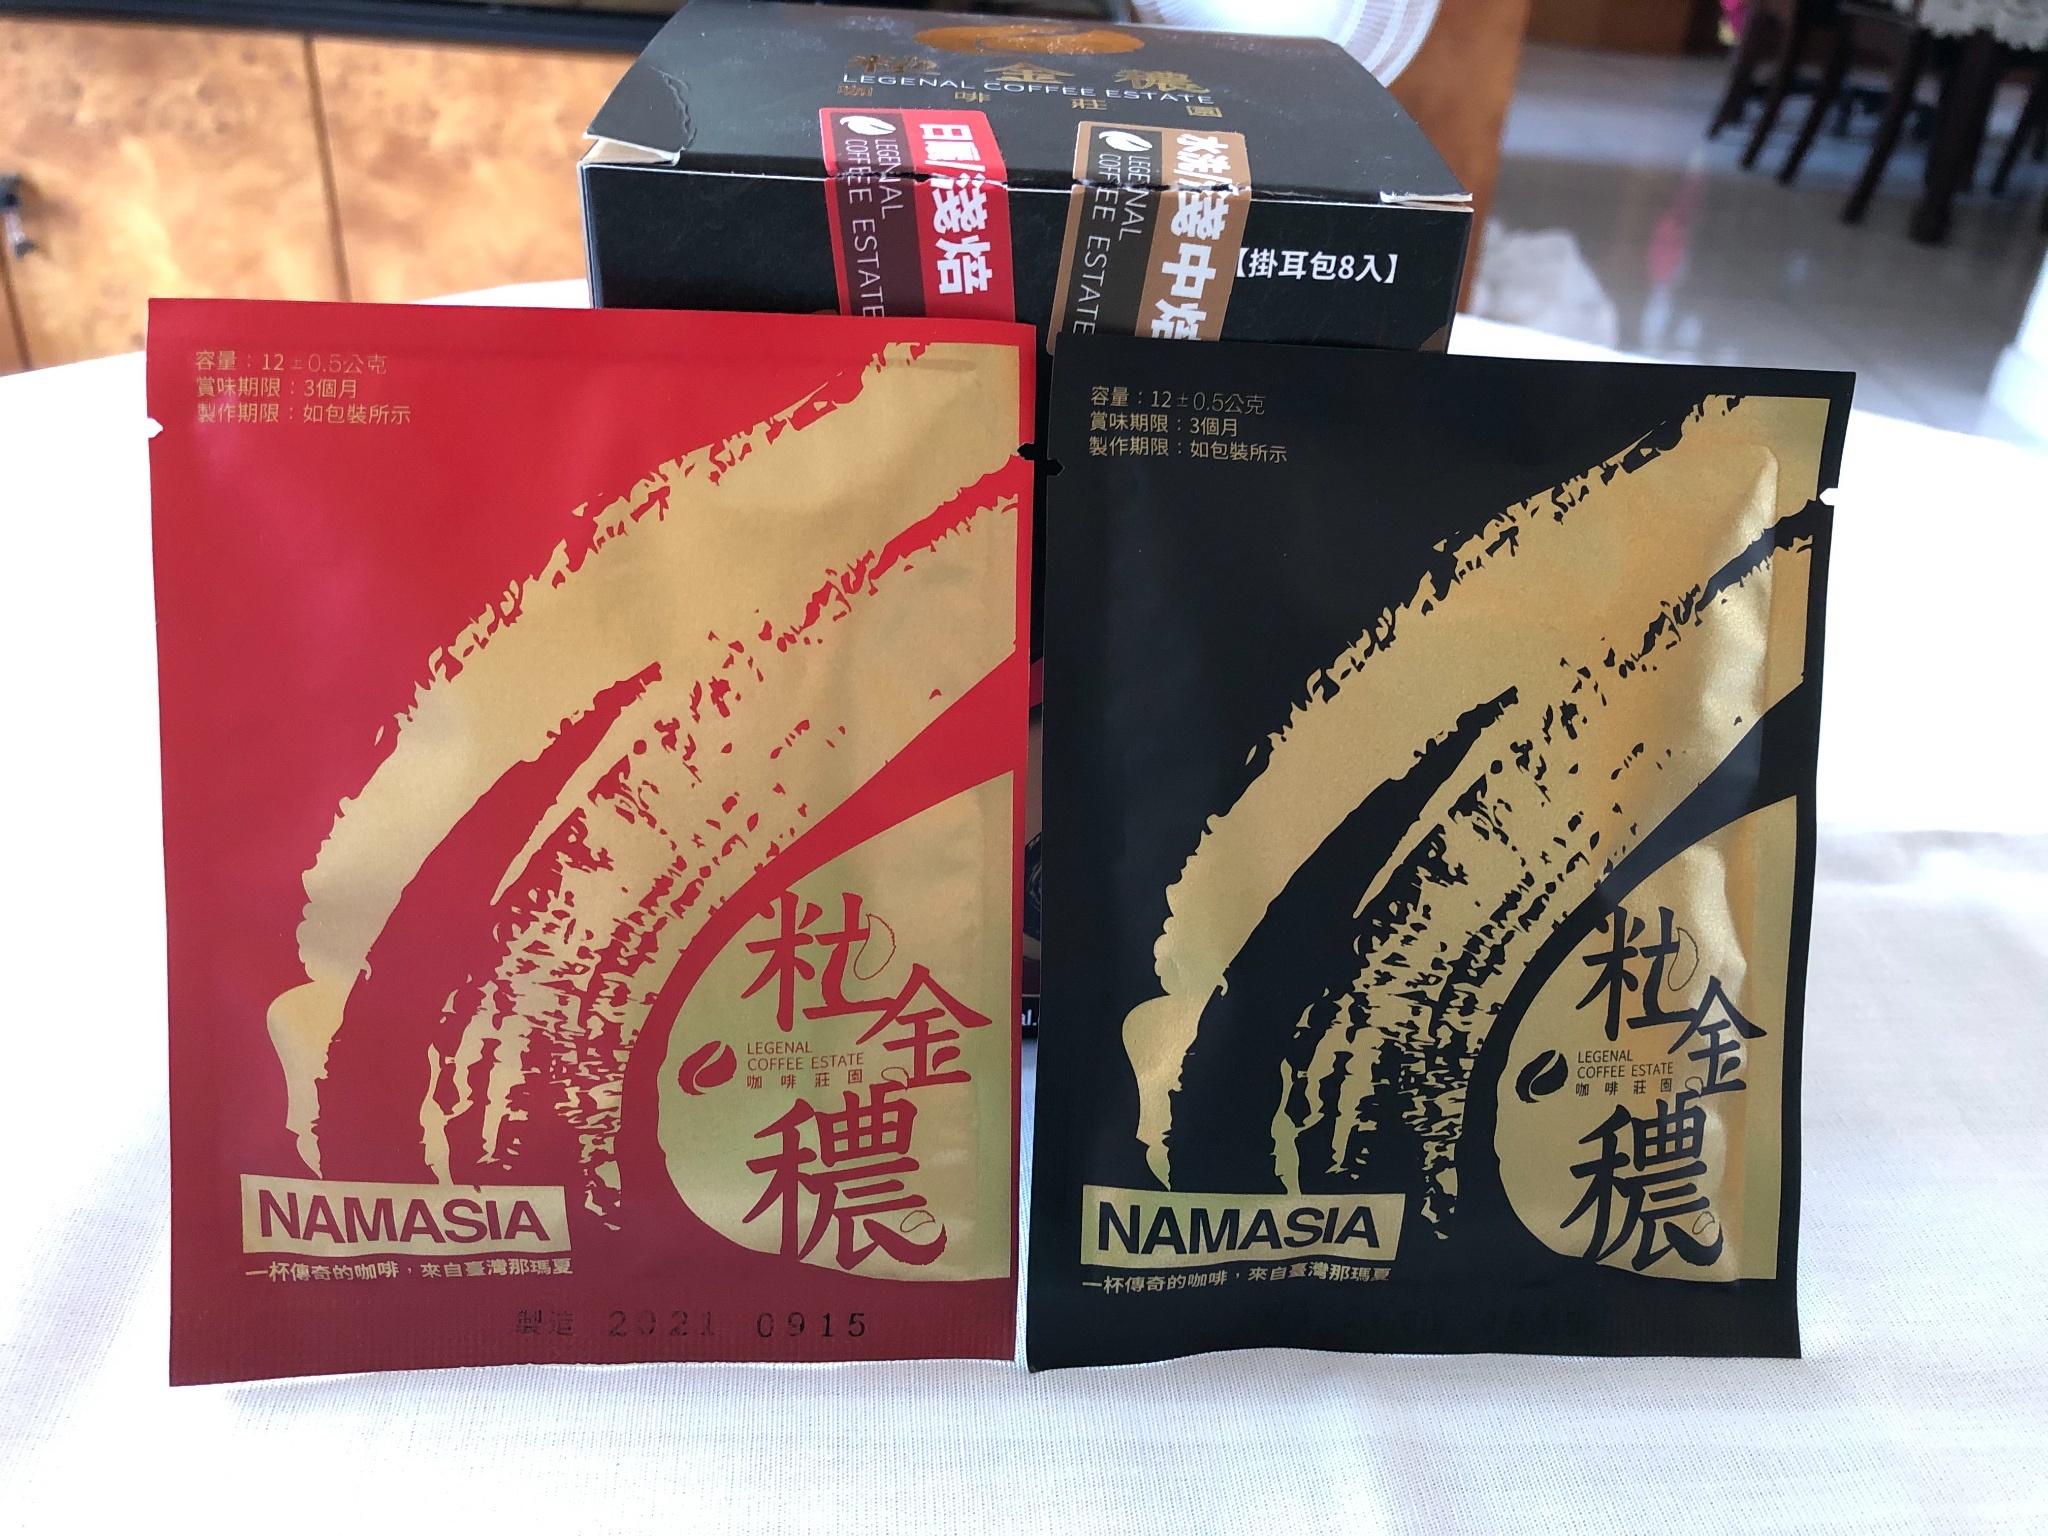 粧金穠
LEGENAL COFFEE ESTATE
咖啡莊園
日曬/淺焙
LEGENAL
COFFEE ESTATE
水洗/淺中焙
LEGENAL
COFFEE ESTATE
【掛耳包8入】
容量：12±0.5公克
賞味期限：3個月
製作期限：如包裝所示
粧金穠
LEGENAL
COFFEE ESTATE
咖啡莊園
NAMASIA
一杯傳奇的咖啡，來自臺灣那瑪夏
製造 2021 0915
容量：12±0.5公克
賞味期限：3個月
製作期限：如包裝所示
粧金穠
LEGENAL
COFFEE ESTATE
咖啡莊園
NAMASIA
一杯傳奇的咖啡，來自臺灣那瑪夏